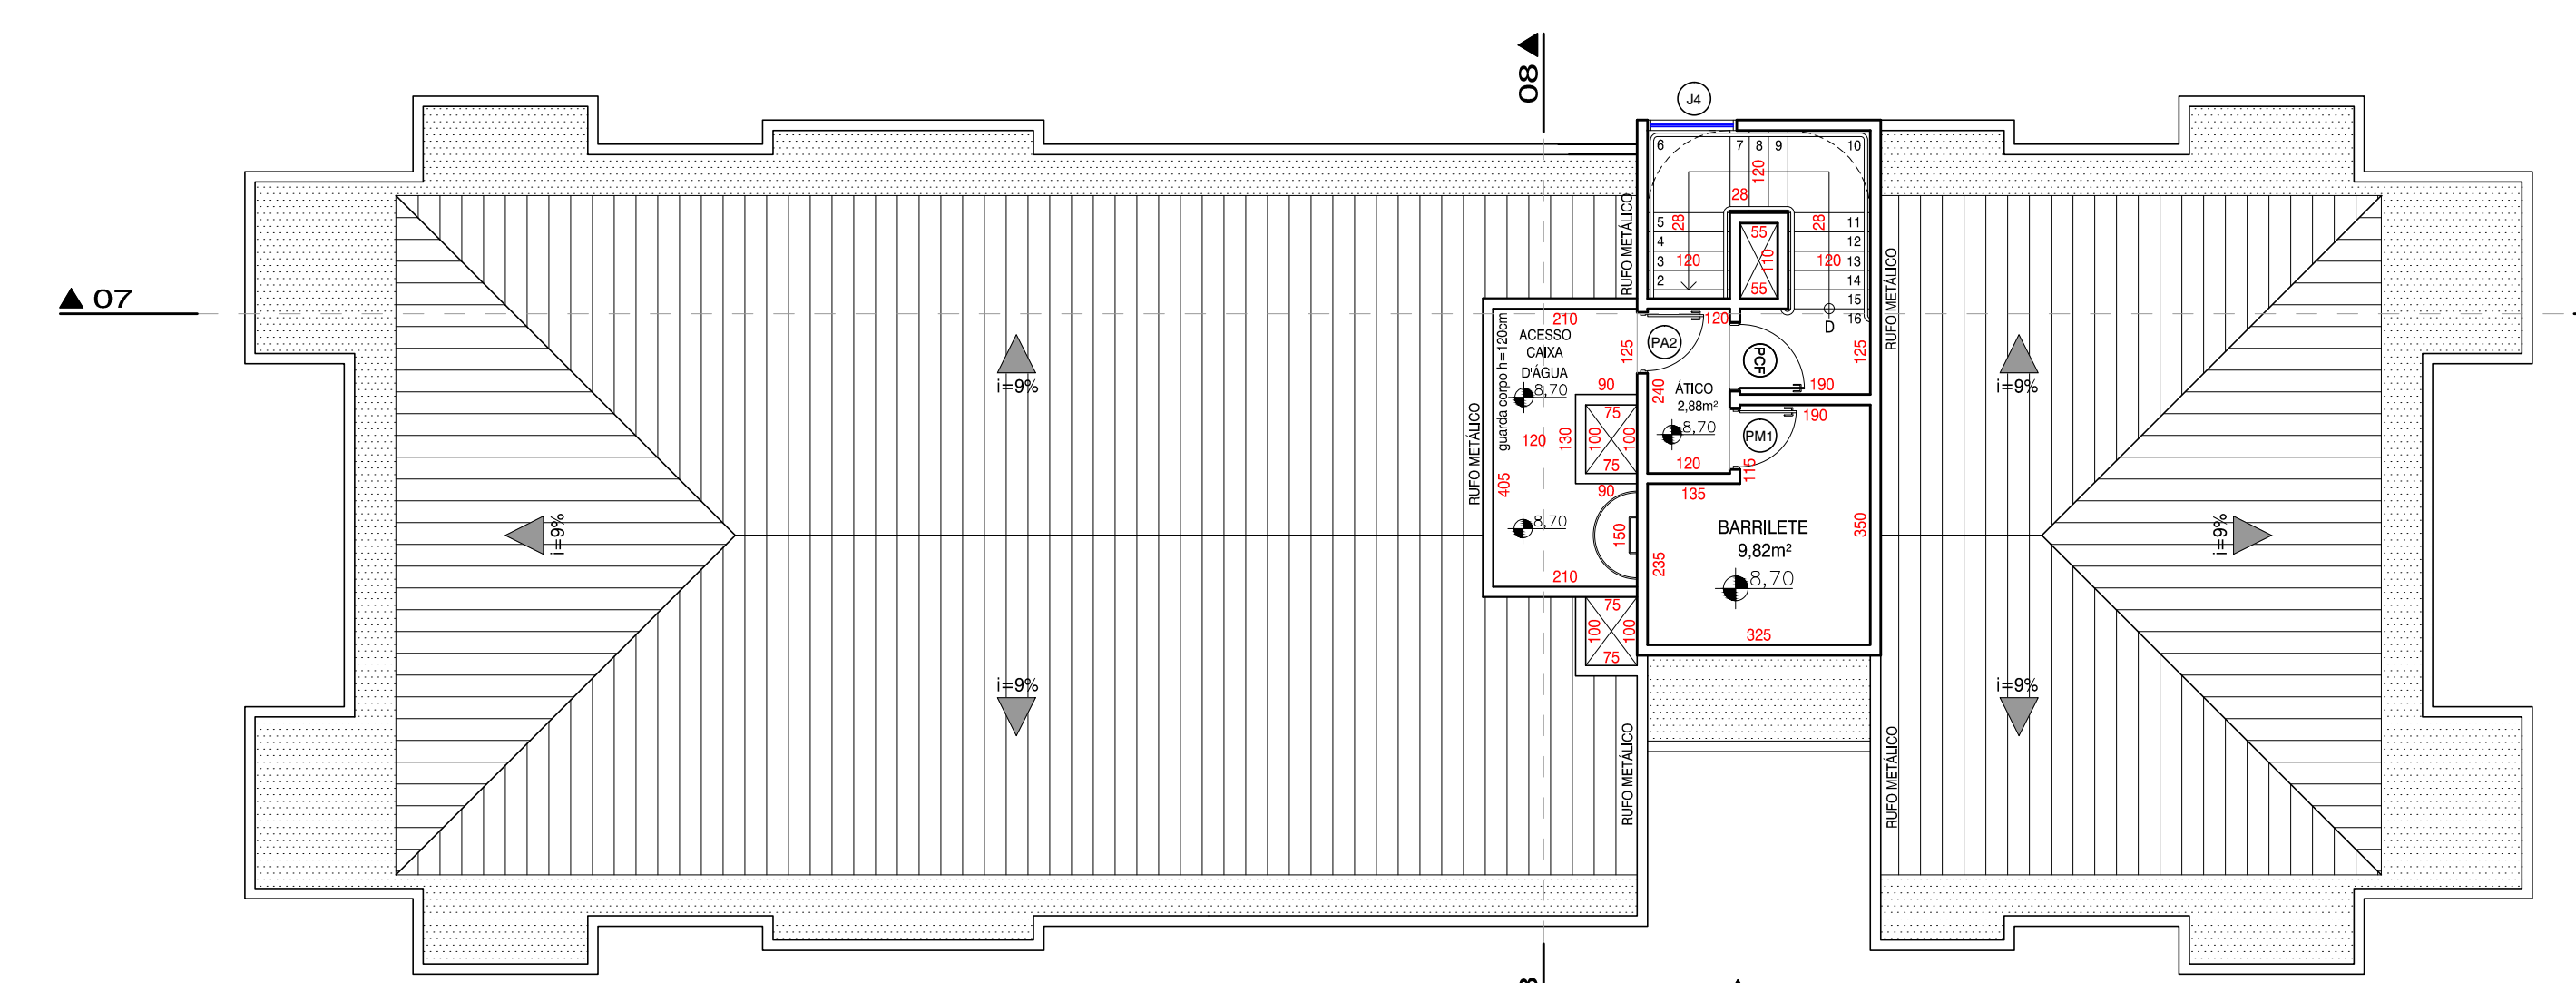 08
J4
6
7
8
9
10
120
28
5
28
28
11
4
55
12
3
120
110
120
13
2
55
14
15
16
D
RUFO METÁLICO
RUFO METÁLICO
07
210
120
guarda corpo h=120cm
ACESSO
CAIXA
D'ÁGUA
8,70
125
PA2
PCF
125
90
240
ÁTICO
2,88m²
8,70
190
190
i=9%
i=9%
RUFO METÁLICO
75
100
100
75
120
130
PM1
120
115
405
90
135
8,70
150
BARRILETE
9,82m²
8,70
350
235
i=9%
i=9%
210
325
75
100
100
75
i=9%
i=9%
RUFO METÁLICO
RUFO METÁLICO